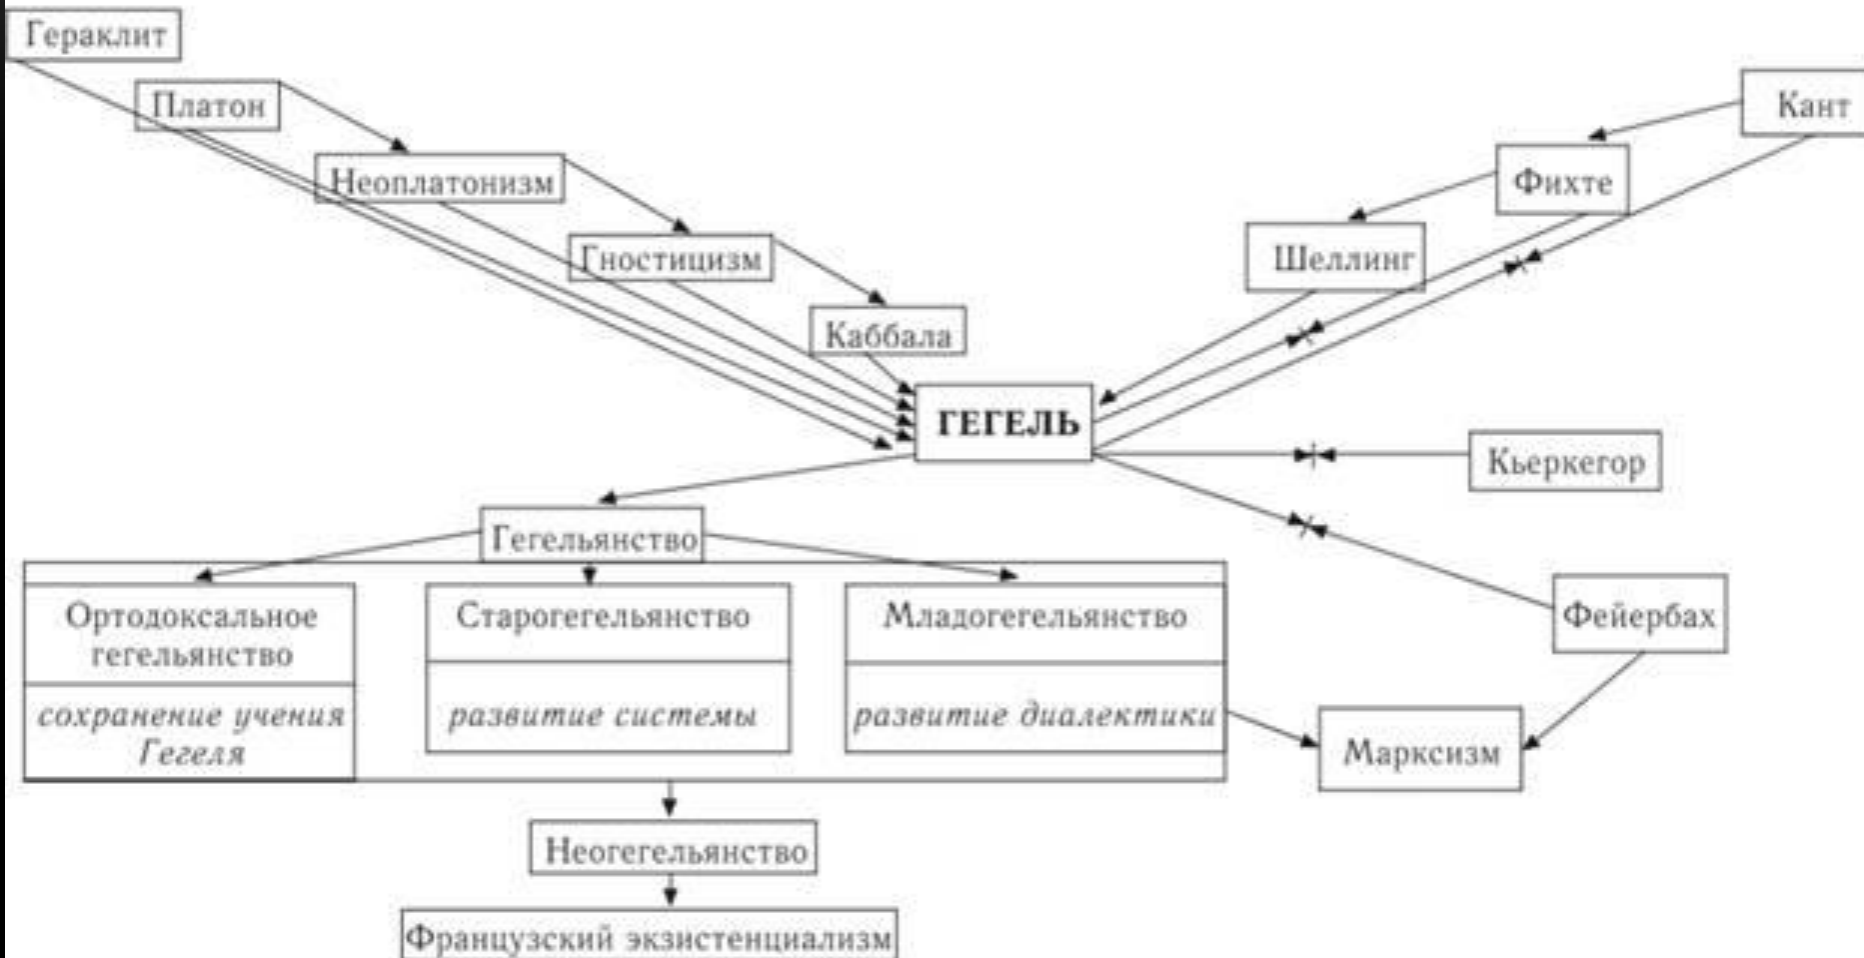 Гераклит
Платон
Неоплатонизм
Гностицизм
Каббала
Кант
Фихте
Шеллинг
ГЕГЕЛЬ
Кьеркегор
Гегельянство
Ортодоксальное
гегельянство
сохранение учения
Гегеля
Старогегельянство
развитие системы
Младогегельянство
развитие диалектики
Фейербах
Марксизм
Неогегельянство
Французский экзистенциализм